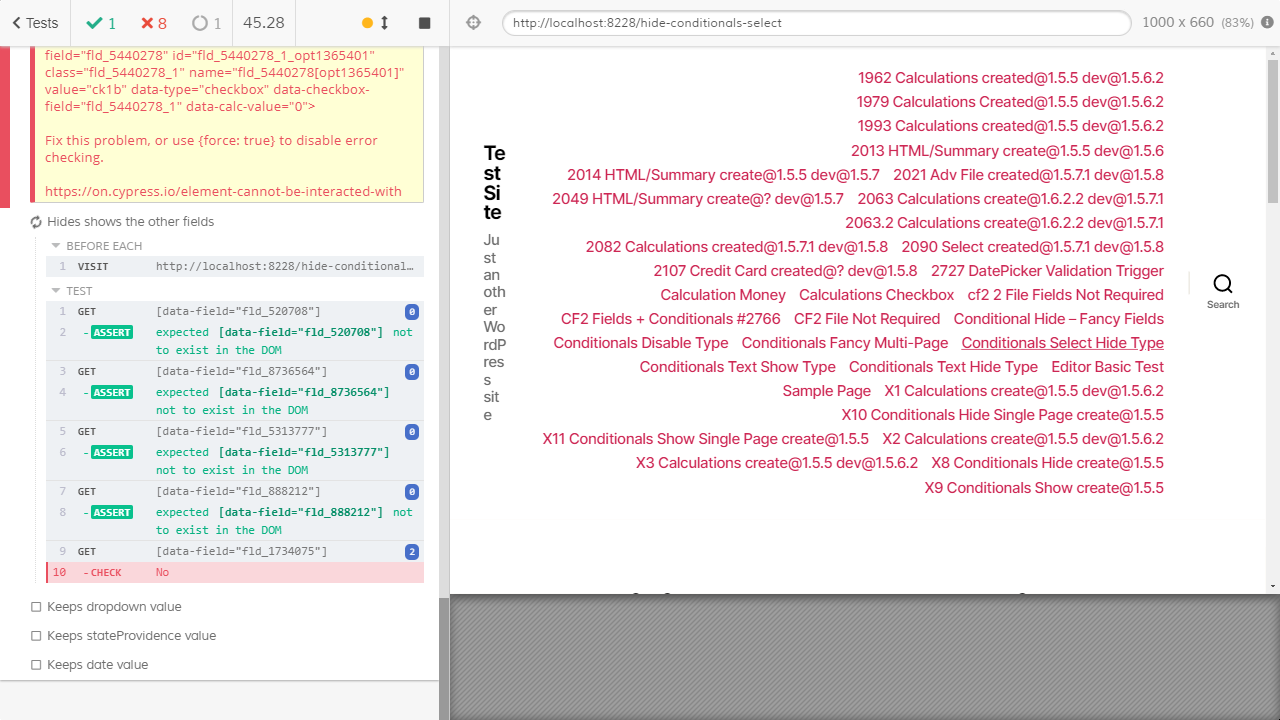 Tests
1
8
1
45.28
http://localhost:8228/hide-conditionals-select
1000 x 660 (83%)
field="fld_5440278" id="fld_5440278_1_opt1365401"
class="fld_5440278_1" name="fld_5440278[opt1365401]"
value="ck1b" data-type="checkbox" data-checkbox-
field="fld_5440278_1" data-calc-value="0">
Fix this problem, or use {force: true} to disable error
checking.
https://on.cypress.io/element-cannot-be-interacted-with
Hides shows the other fields
BEFORE EACH
1 VISIT http://localhost:8228/hide-conditional…
TEST
1 GET [data-field="fld_520708"] 0
2 -ASSERT expected [data-field="fld_520708"] not
to exist in the DOM
3 GET [data-field="fld_8736564"] 0
4 -ASSERT expected [data-field="fld_8736564"]
not to exist in the DOM
5 GET [data-field="fld_5313777"] 0
6 -ASSERT expected [data-field="fld_5313777"]
not to exist in the DOM
7 GET [data-field="fld_888212"] 0
8 -ASSERT expected [data-field="fld_888212"] not
to exist in the DOM
9 GET [data-field="fld_1734075"] 2
10 -CHECK No
Keeps dropdown value
Keeps stateProvidence value
Keeps date value
Te
st
Si
te
Ju
st
an
oth
er
Wo
rdP
res
s
sit
e
1962 Calculations created@1.5.5 dev@1.5.6.2
1979 Calculations Created@1.5.5 dev@1.5.6.2
1993 Calculations created@1.5.5 dev@1.5.6.2
2013 HTML/Summary create@1.5.5 dev@1.5.6
2014 HTML/Summary create@1.5.5 dev@1.5.7 2021 Adv File created@1.5.7.1 dev@1.5.8
2049 HTML/Summary create@? dev@1.5.7 2063 Calculations create@1.6.2.2 dev@1.5.7.1
2063.2 Calculations create@1.6.2.2 dev@1.5.7.1
2082 Calculations created@1.5.7.1 dev@1.5.8 2090 Select created@1.5.7.1 dev@1.5.8
2107 Credit Card created@? dev@1.5.8 2727 DatePicker Validation Trigger
Calculation Money Calculations Checkbox cf2 2 File Fields Not Required
CF2 Fields + Conditionals #2766 CF2 File Not Required Conditional Hide – Fancy Fields
Conditionals Disable Type Conditionals Fancy Multi-Page Conditionals Select Hide Type
Conditionals Text Show Type Conditionals Text Hide Type Editor Basic Test
Sample Page X1 Calculations create@1.5.5 dev@1.5.6.2
X10 Conditionals Hide Single Page create@1.5.5
X11 Conditionals Show Single Page create@1.5.5 X2 Calculations create@1.5.5 dev@1.5.6.2
X3 Calculations create@1.5.5 dev@1.5.6.2 X8 Conditionals Hide create@1.5.5
X9 Conditionals Show create@1.5.5
Search